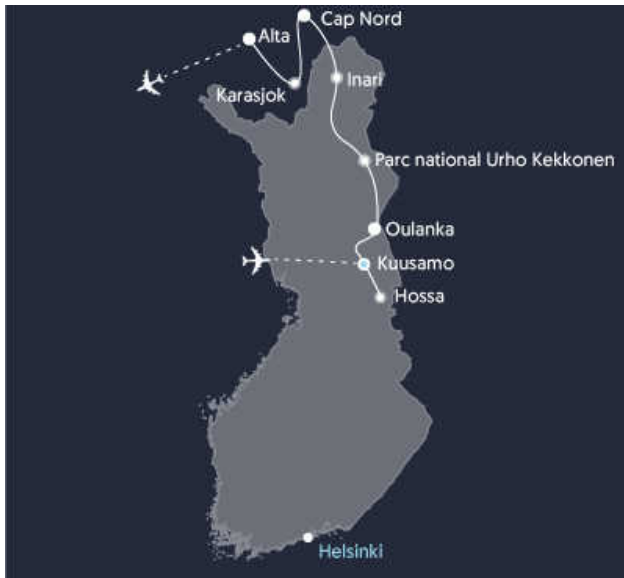 Cap Nord
Alta
Inari
Karasjok
Parc national Urho Kekkonen
Oulanka
Kuusamo
Hossa
Helsinki